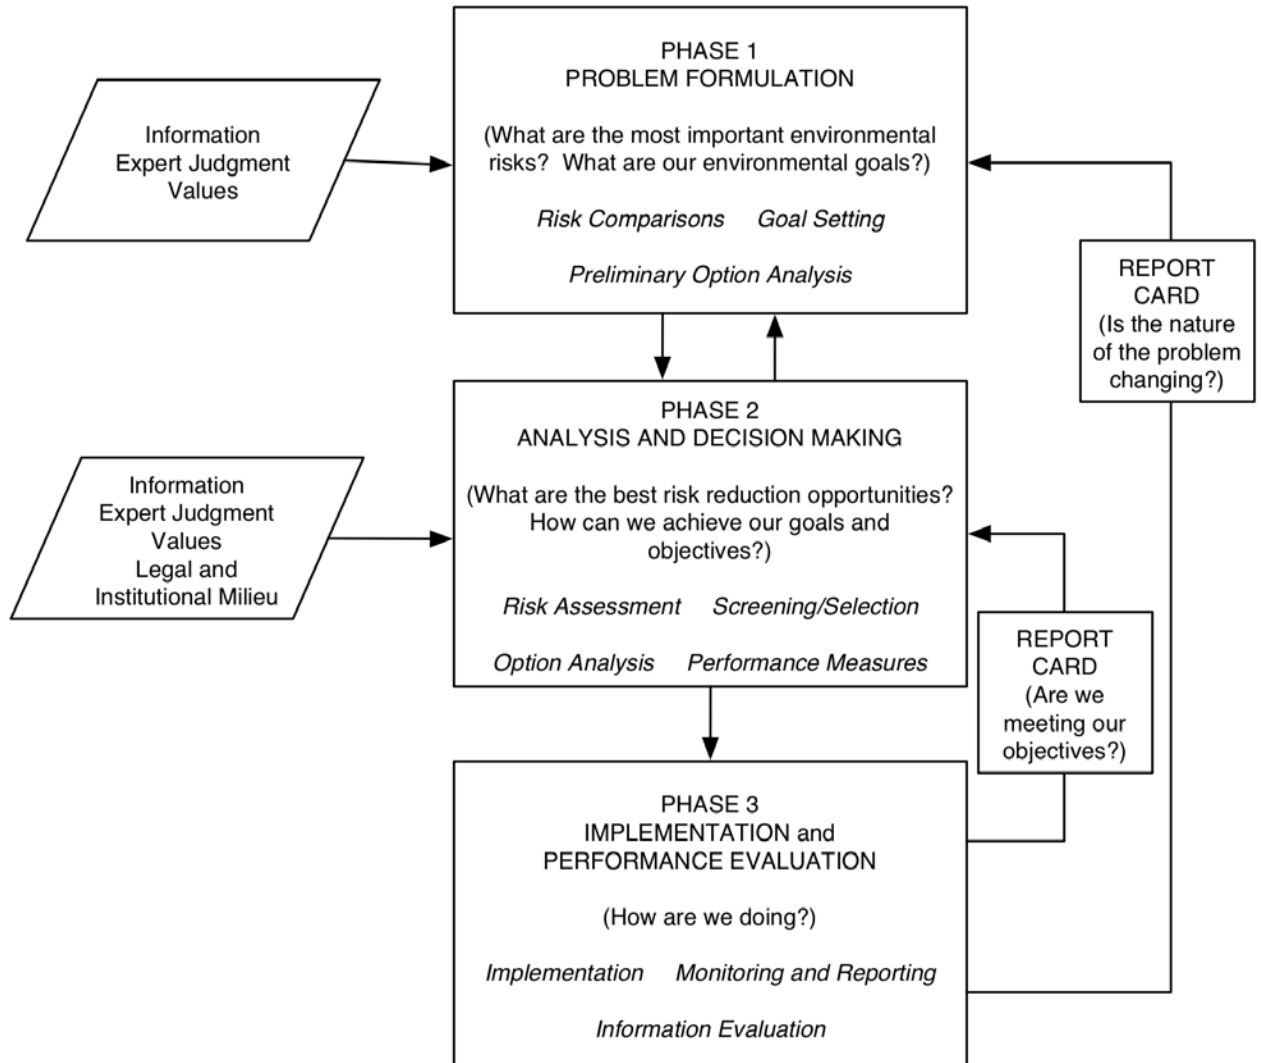 PHASE 1
PROBLEM FORMULATION
(What are the most important environmental
risks?  What are our environmental goals?)
Risk Comparisons    Goal Setting
Preliminary Option Analysis
Information
Expert Judgment
Values
REPORT
CARD
(Is the nature
of the problem
changing?)
PHASE 2
ANALYSIS AND DECISION MAKING
(What are the best risk reduction opportunities?
How can we achieve our goals and
objectives?)
Risk Assessment    Screening/Selection
Option Analysis    Performance Measures
Information
Expert Judgment
Values
Legal and
Institutional Milieu
REPORT
CARD
(Are we
meeting our
objectives?)
PHASE 3
IMPLEMENTATION and
PERFORMANCE EVALUATION
(How are we doing?)
Implementation    Monitoring and Reporting
Information Evaluation